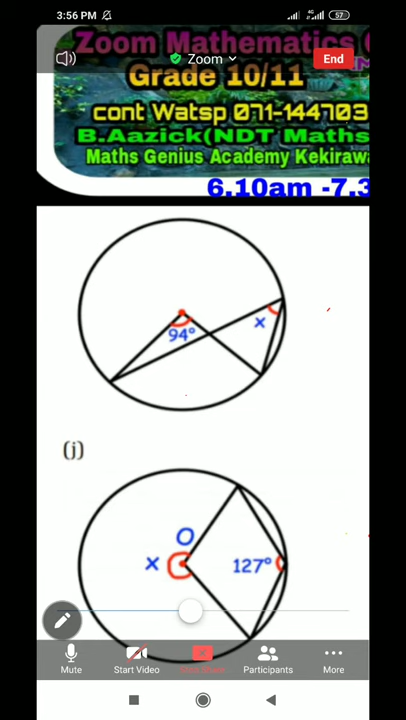 3:56 PM
57
Zoom Mathematics
Zoom
End
Grade 10/11
cont Watsp 071-144703
B.Aazick(NDT Maths
Maths Genius Academy Kekirawa
6.10am -7.3
x
94°
(j)
O
x
127°
Mute
Start Video
Participants
More